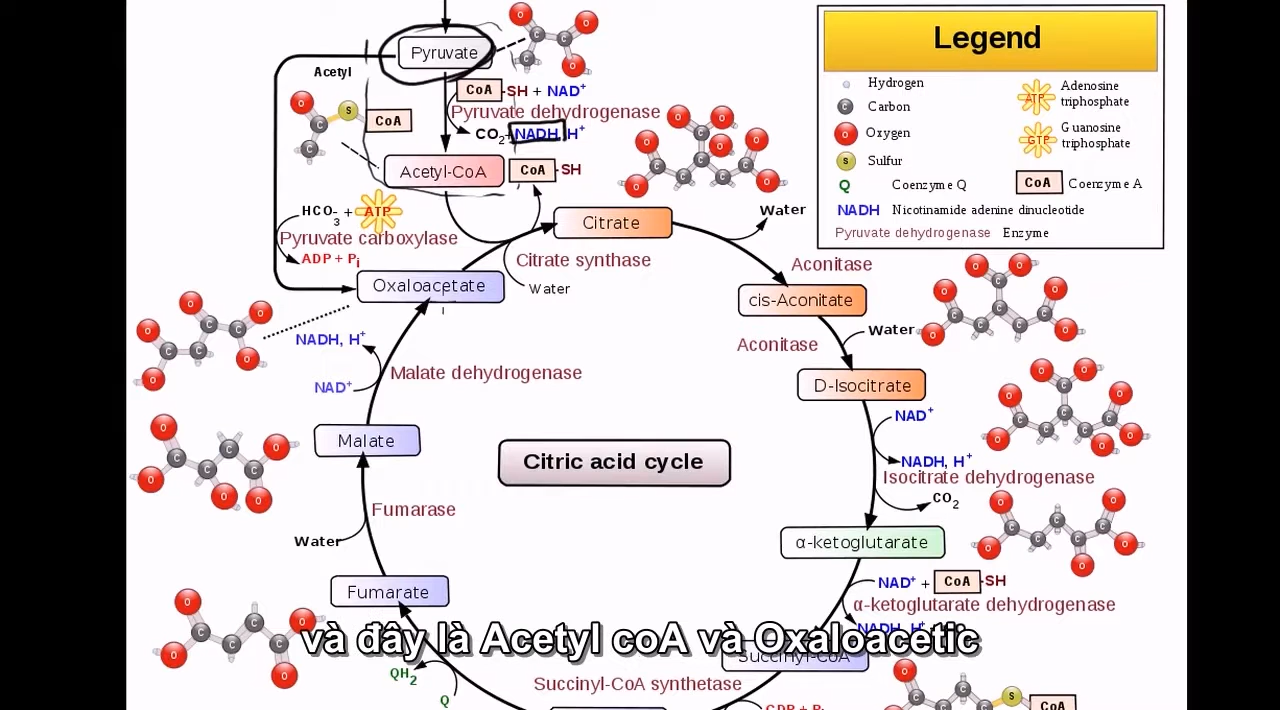 Legend
Hydrogen
Carbon
Oxygen
Sulfur
Q Coenzyme Q
NADH Nicotinamide adenine dinucleotide
Pyruvate dehydrogenase Enzyme
ATP Adenosine triphosphate
GTP Guanosine triphosphate
CoA Coenzyme A
Pyruvate
Acetyl
CoA
CoA-SH + NAD⁺
Pyruvate dehydrogenase
CO₂+NADH, H⁺
Acetyl-CoA
CoA-SH
HCO₃⁻ + ATP
Pyruvate carboxylase
ADP + Pᵢ
Citrate
Water
Citrate synthase
Water
Aconitase
Oxaloacetate
cis-Aconitate
Water
Aconitase
NADH, H⁺
NAD⁺
Malate dehydrogenase
D-Isocitrate
NAD⁺
NADH, H⁺
Isocitrate dehydrogenase
CO₂
Malate
Citric acid cycle
Fumarase
Water
α-ketoglutarate
NAD⁺ + CoA-SH
α-ketoglutarate dehydrogenase
Fumarate
và đây là Acetyl coA và Oxaloacetic
Succinyl-CoA
QH₂
Q
Succinyl-CoA synthetase
CoA